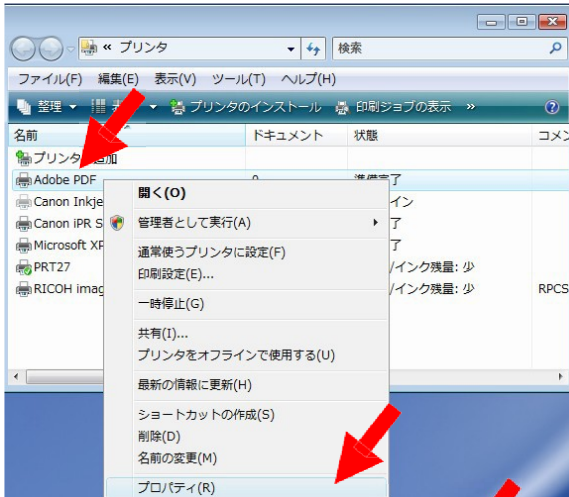 « プリンタ
検索
ファイル(F) 編集(E) 表示(V) ツール(T) ヘルプ(H)
整理 プリンタのインストール 印刷ジョブの表示 »
名前 ドキュメント 状態 コメン
プリンタ 追加
Adobe PDF 0 準備完了
Canon Inkje イン
Canon iPR S 了
Microsoft XP 了
PRT27 /インク残量: 少
RICOH imag /インク残量: 少 RPCS
開く(O)
管理者として実行(A)
通常使うプリンタに設定(F)
印刷設定(E)...
一時停止(G)
共有(I)...
プリンタをオフラインで使用する(U)
最新の情報に更新(H)
ショートカットの作成(S)
削除(D)
名前の変更(M)
プロパティ(R)